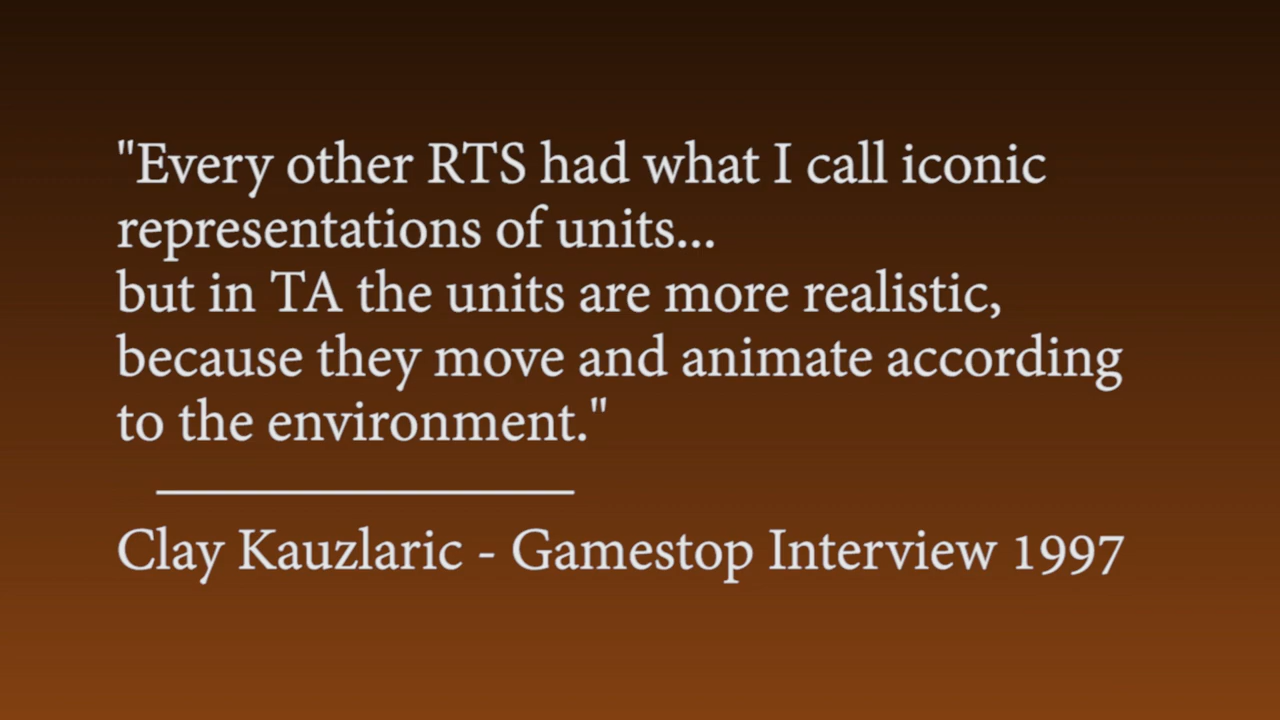 "Every other RTS had what I call iconic
representations of units...
but in TA the units are more realistic,
because they move and animate according
to the environment."
Clay Kauzlaric - Gamestop Interview 1997